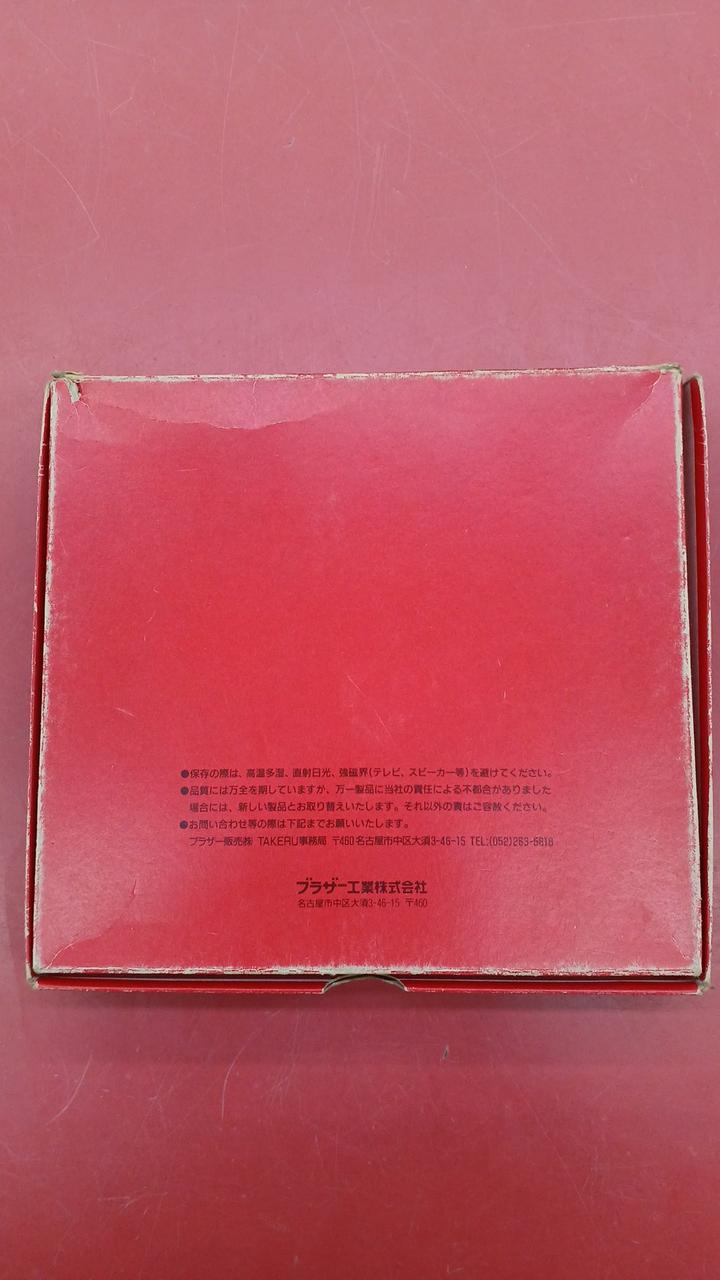 ●保存の際は、高温多湿、直射日光、強磁界(テレビ、スピーカー等)を避けてください。
●品質には万全を期していますが、万一製品に当社の責任による不都合がありました
場合には、新しい製品とお取り替えいたします。それ以外の責はご容赦ください。
●お問い合わせ等の際は下記までお願いいたします。
ブラザー販売㈱ TAKERU事務局 〒460 名古屋市中区大須3-46-15 TEL:(052)263-5818
ブラザー工業株式会社
名古屋市中区大須3-46-15 〒460